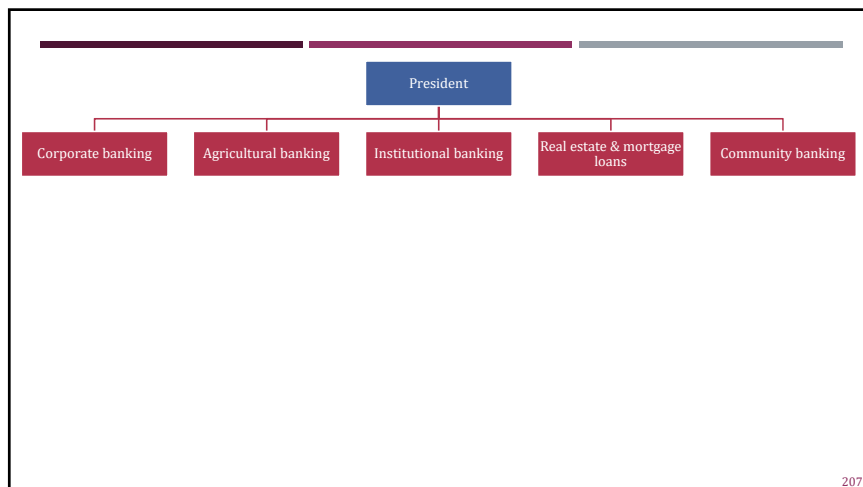 President
Corporate banking
Agricultural banking
Institutional banking
Real estate & mortgage
loans
Community banking
207